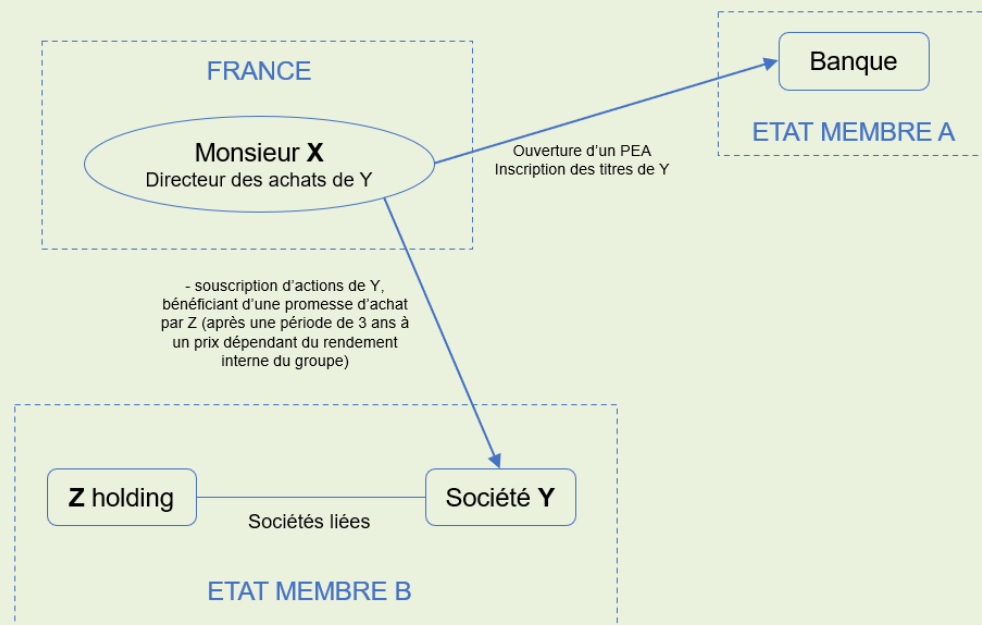 FRANCE
Monsieur X
Directeur des achats de Y
Banque
ETAT MEMBRE A
Ouverture d’un PEA
Inscription des titres de Y
- souscription d’actions de Y,
bénéficiant d’une promesse d’achat
par Z (après une période de 3 ans à
un prix dépendant du rendement
interne du groupe)
Z holding
Sociétés liées
Société Y
ETAT MEMBRE B